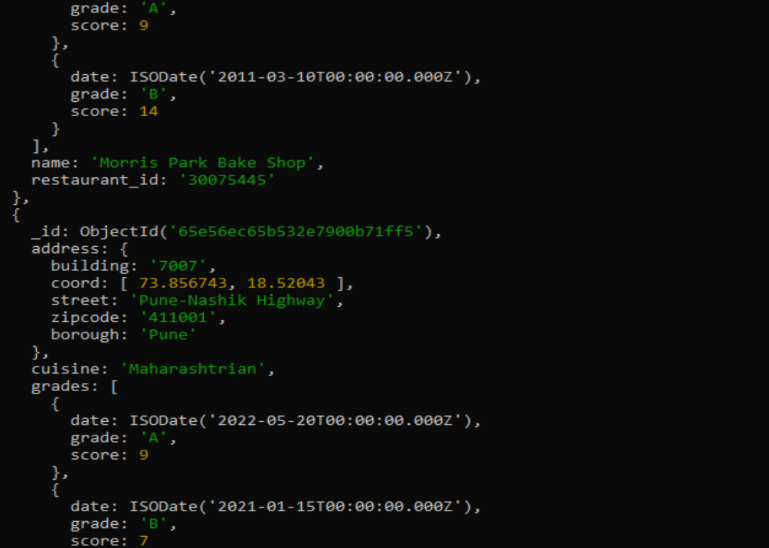 grade: 'A',
score: 9
},
{
date: ISODate('2011-03-10T00:00:00.000Z'),
grade: 'B',
score: 14
}
],
name: 'Morris Park Bake Shop',
restaurant_id: '30075445'
},
{
_id: ObjectId('65e56ec65b532e7900b71ff5'),
address: {
building: '7007',
coord: [ 73.856743, 18.52043 ],
street: 'Pune-Nashik Highway',
zipcode: '411001',
borough: 'Pune'
},
cuisine: 'Maharashtrian',
grades: [
{
date: ISODate('2022-05-20T00:00:00.000Z'),
grade: 'A',
score: 9
},
{
date: ISODate('2021-01-15T00:00:00.000Z'),
grade: 'B',
score: 7